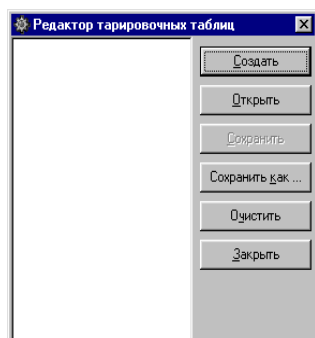 Редактор тарировочных таблиц
Создать
Открыть
Сохранить
Сохранить как ...
Очистить
Закрыть